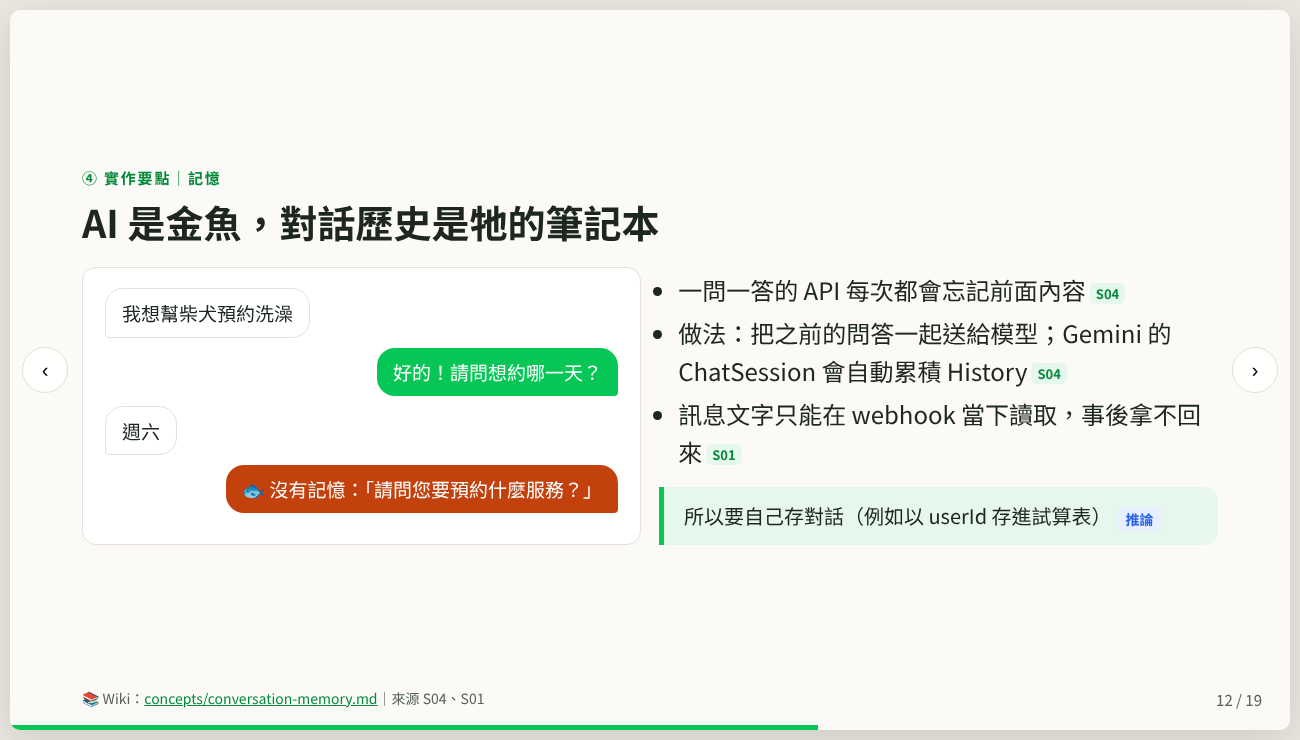 ④ 實作要點｜記憶
AI 是金魚，對話歷史是牠的筆記本
我想幫柴犬預約洗澡
好的！請問想約哪一天？
週六
🐟 沒有記憶：「請問您要預約什麼服務？」
• 一問一答的 API 每次都會忘記前面內容 S04
• 做法：把之前的問答一起送給模型；Gemini 的
ChatSession 會自動累積 History S04
• 訊息文字只能在 webhook 當下讀取，事後拿不回
來 S01
所以要自己存對話（例如以 userId 存進試算表） 推論
‹
›
📚 Wiki：concepts/conversation-memory.md｜來源 S04、S01
12 / 19